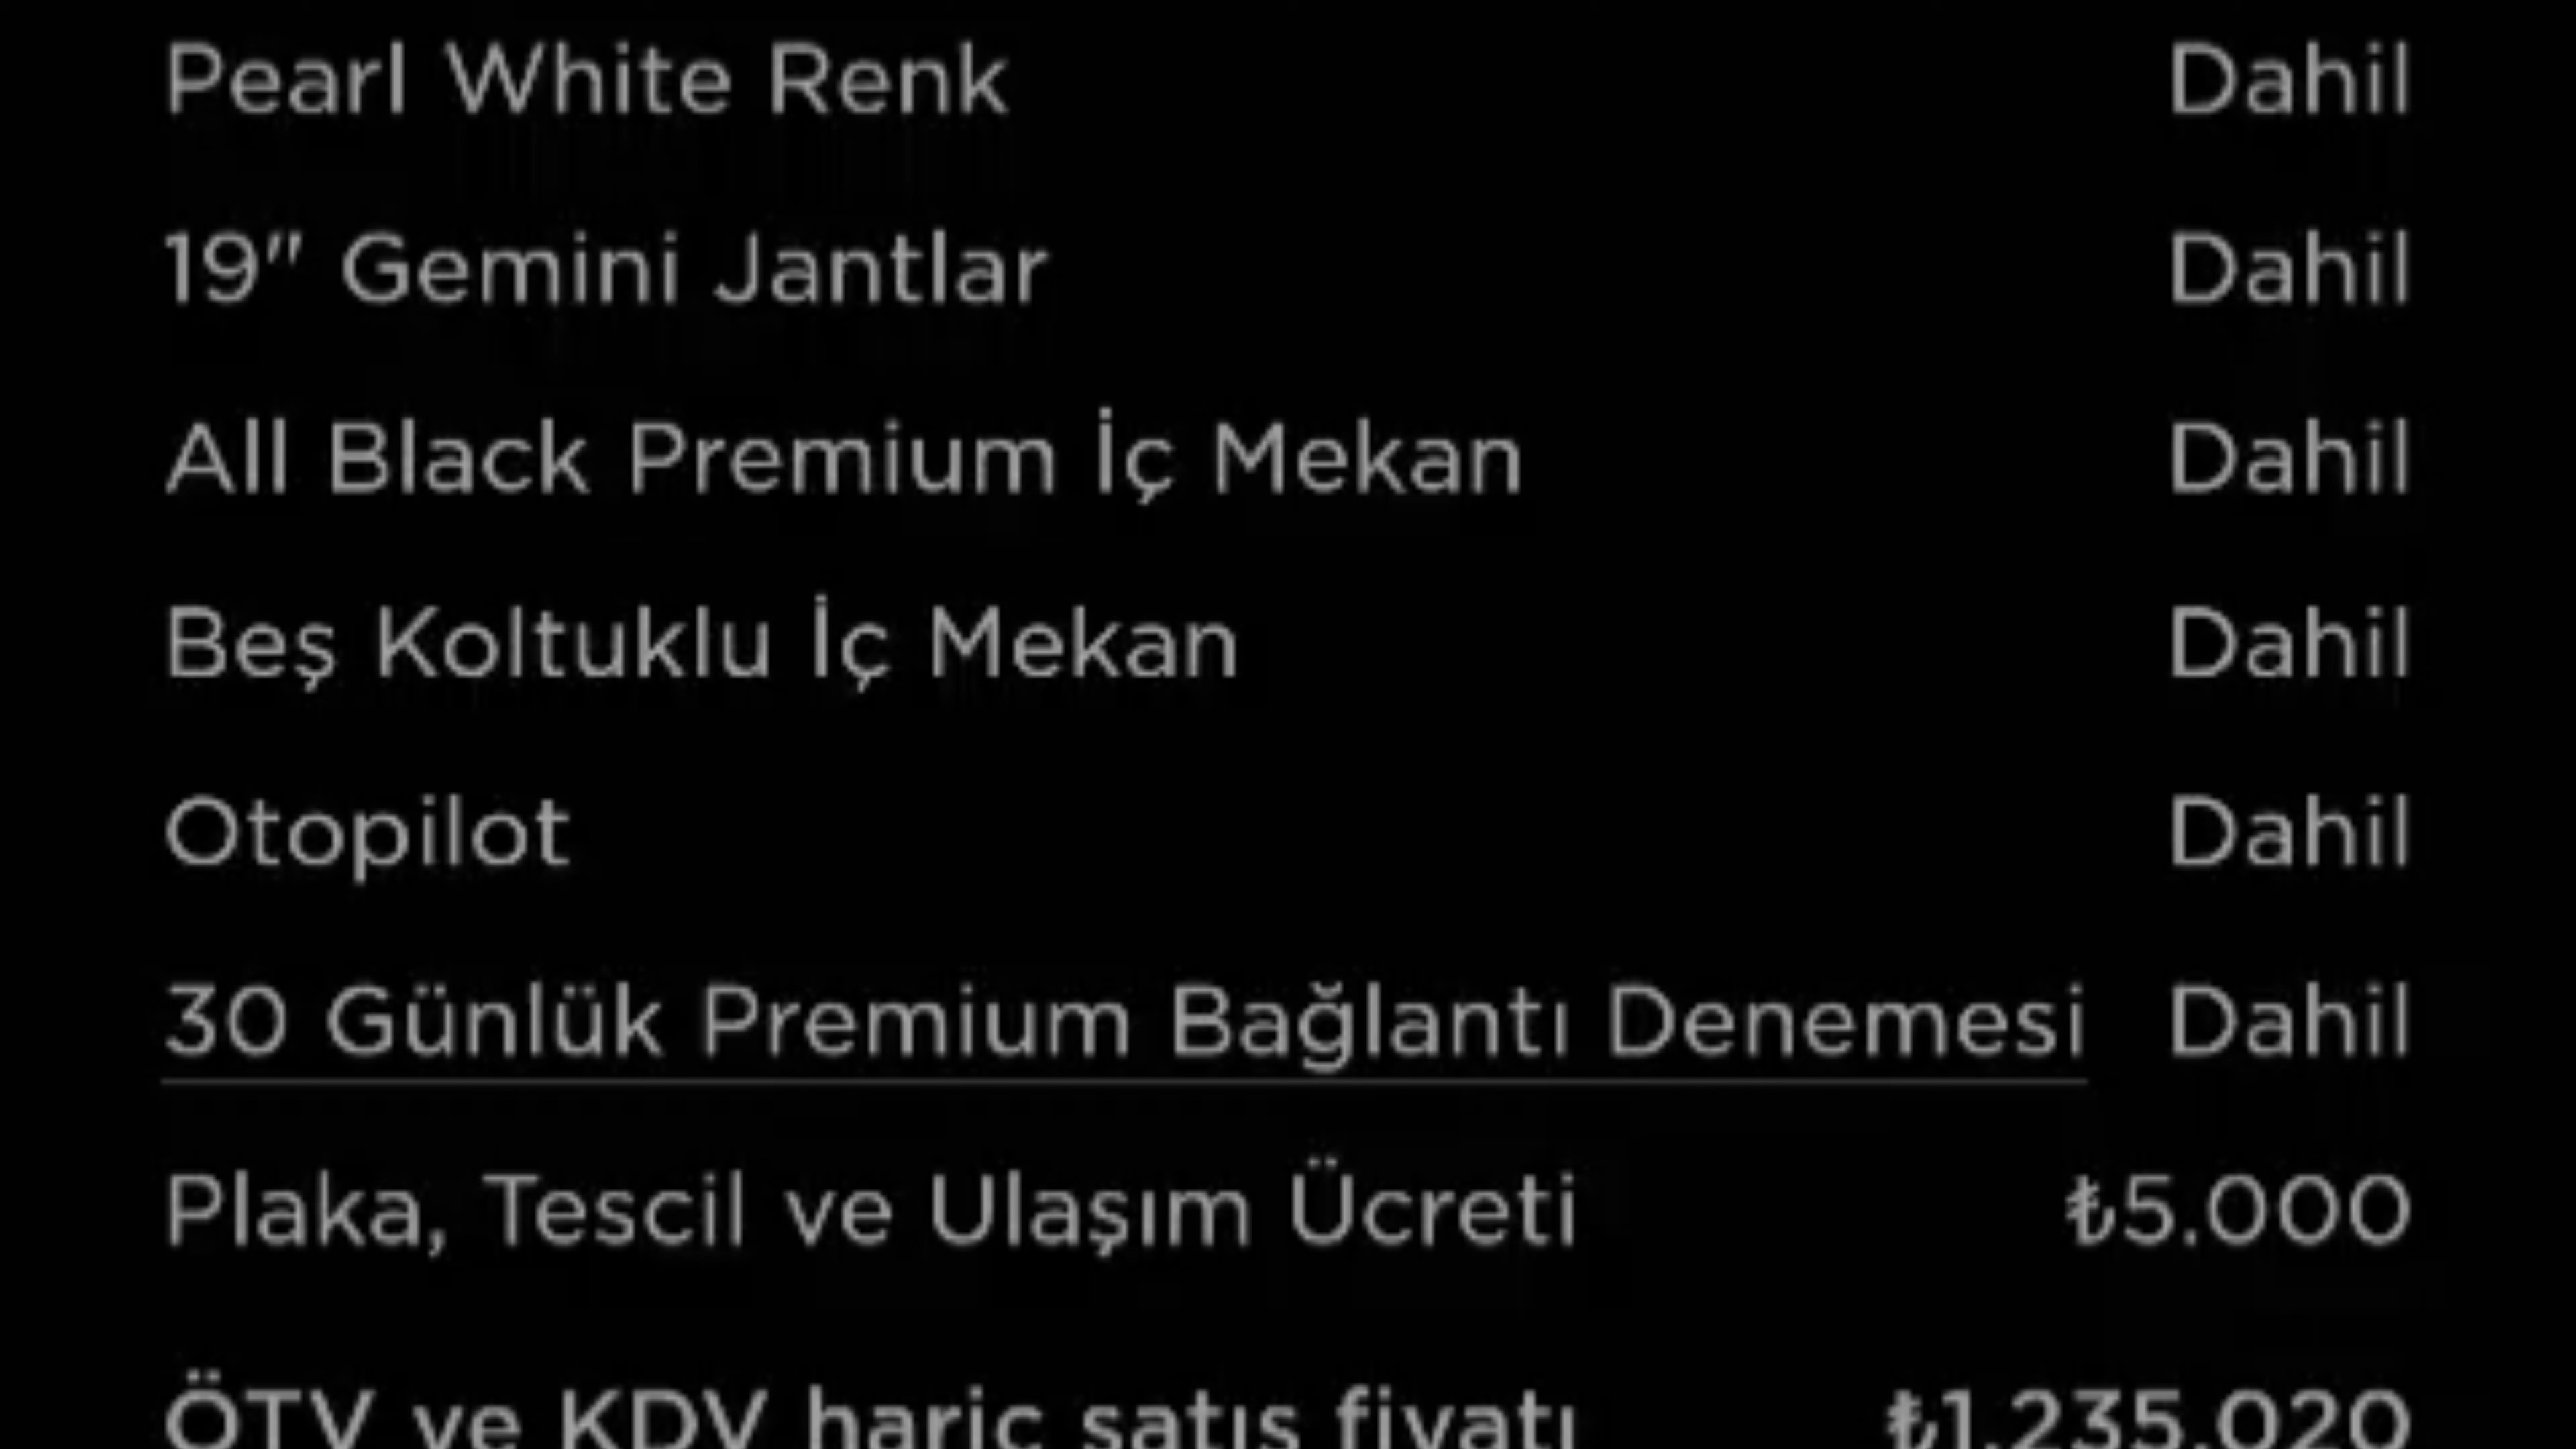 Pearl White Renk Dahil
19" Gemini Jantlar Dahil
All Black Premium İç Mekan Dahil
Beş Koltuklu İç Mekan Dahil
Otopilot Dahil
30 Günlük Premium Bağlantı Denemesi Dahil
Plaka, Tescil ve Ulaşım Ücreti ₺5.000
ÖTV ve KDV hariç satış fiyatı ₺1.235.020